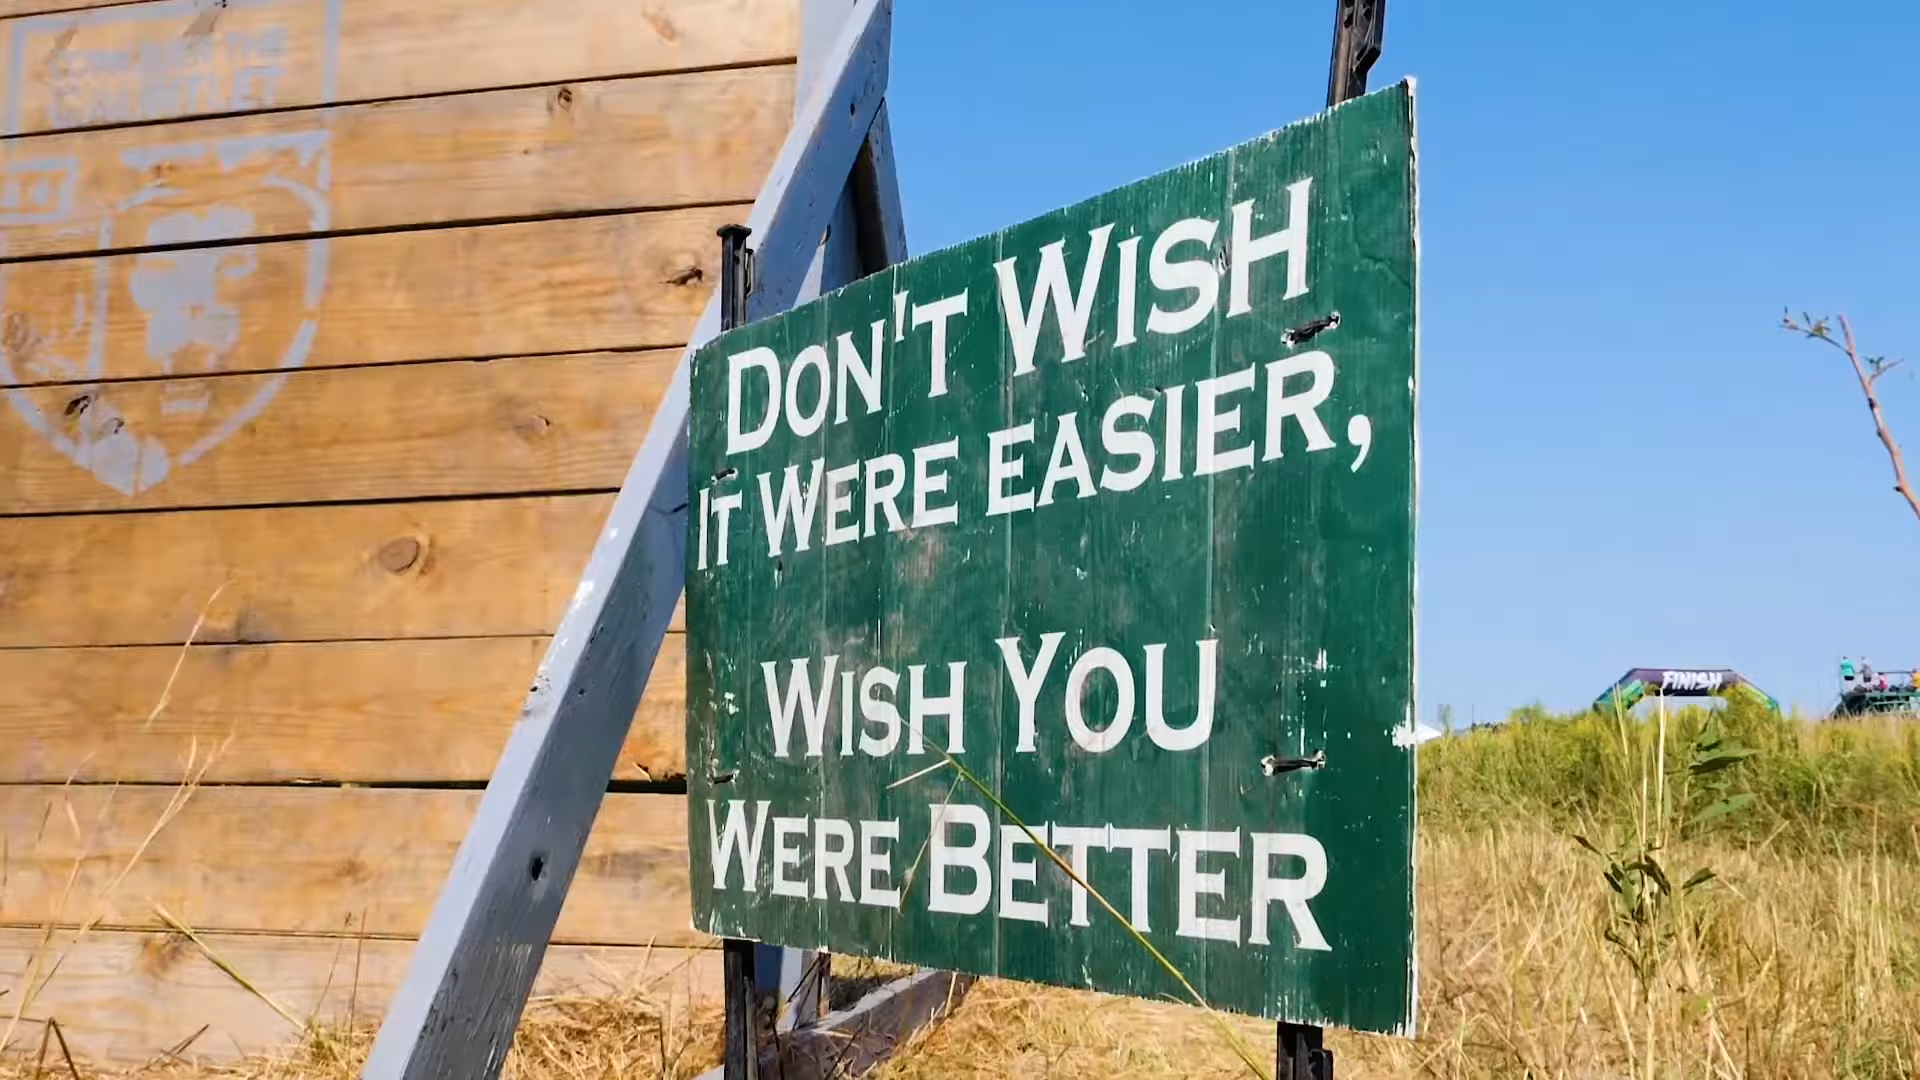 DON'T WISH
IT WERE EASIER,
WISH YOU
WERE BETTER
FINISH